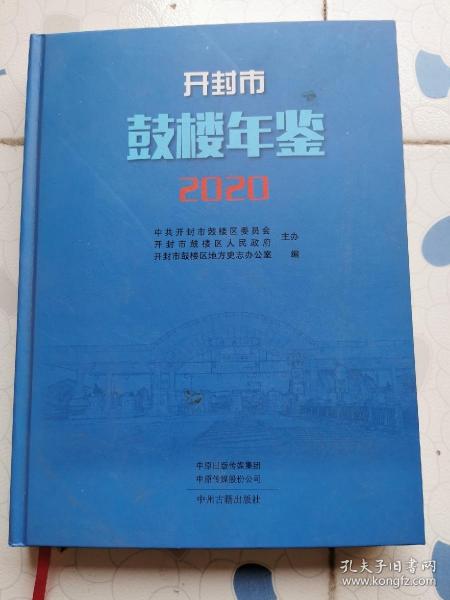 开封市
鼓楼年鉴
2020
中共开封市鼓楼区委员会
开封市鼓楼区人民政府 主办
开封市鼓楼区地方史志办公室 编
中原出版传媒集团
中原传媒股份公司
中州古籍出版社
孔夫子旧书网
www.kongfz.com